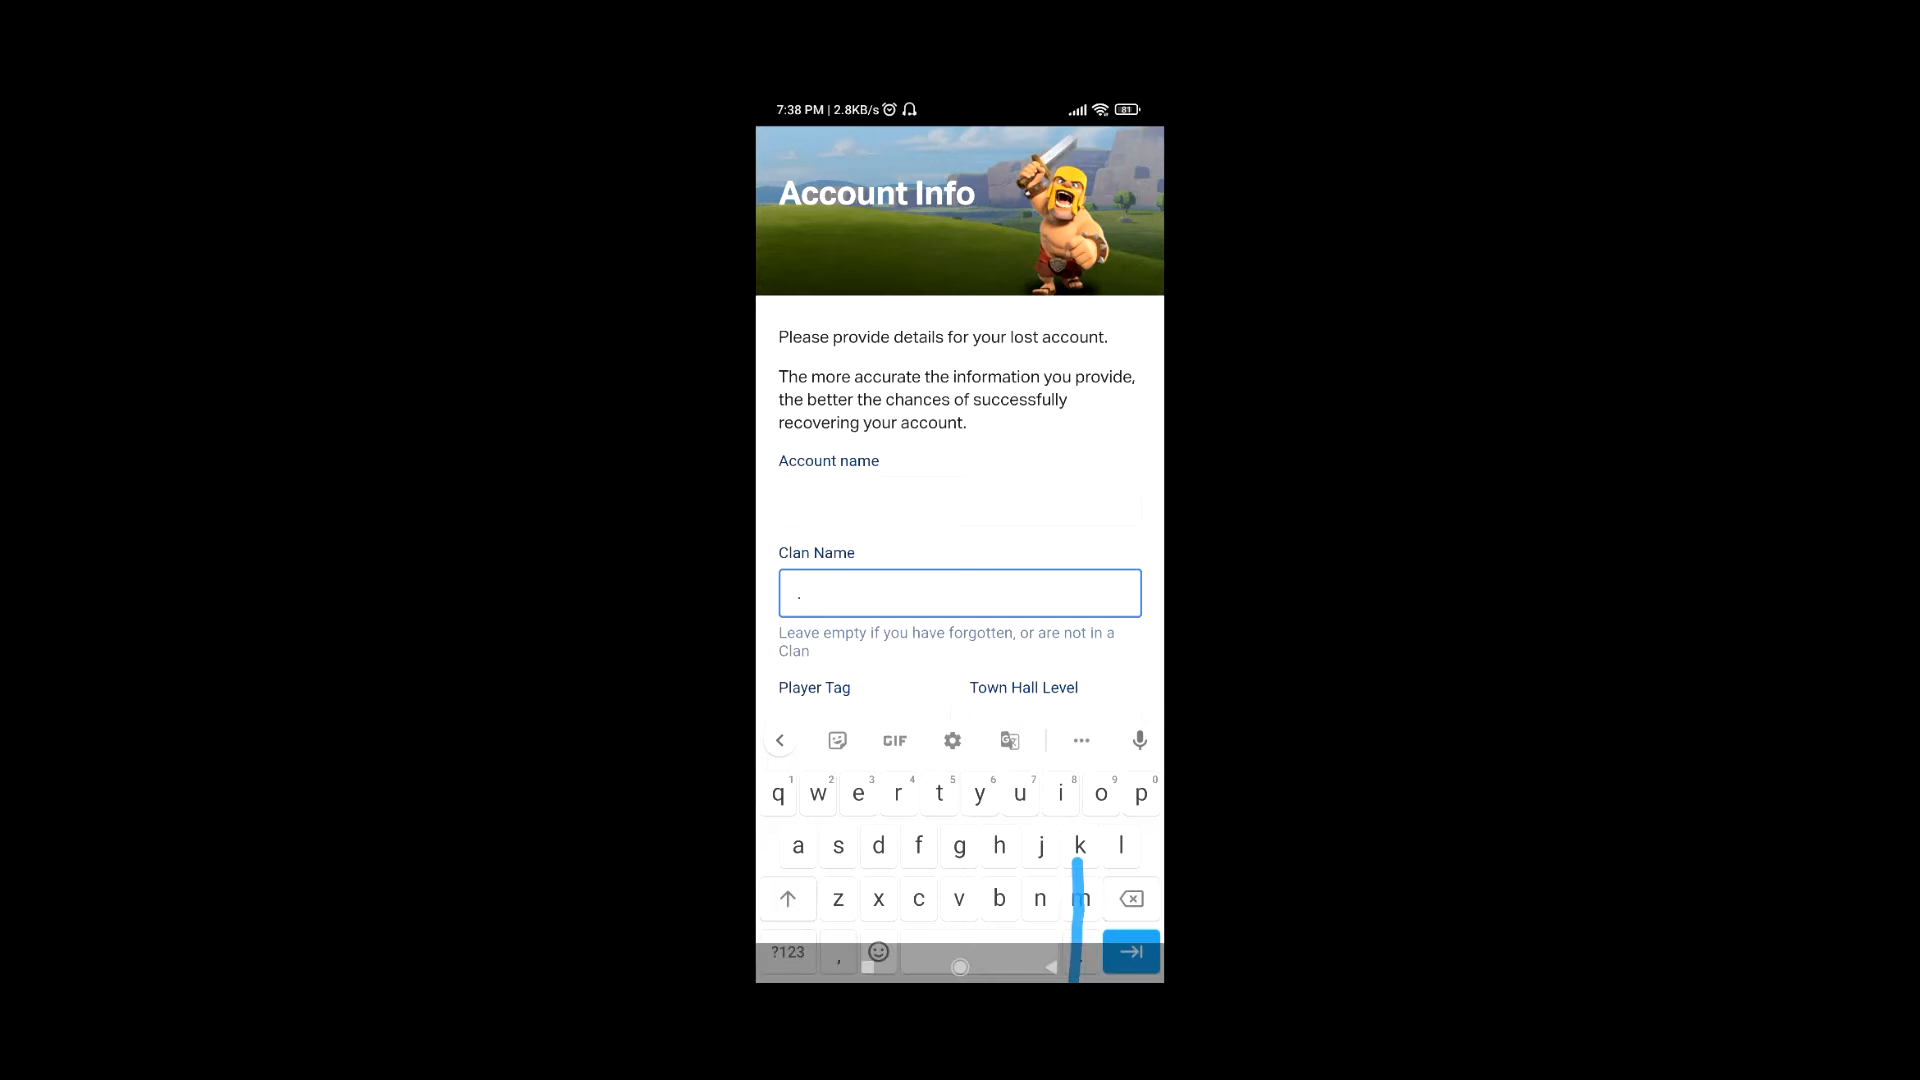 7:38 PM | 2.8KB/s
81
Account Info
Please provide details for your lost account.
The more accurate the information you provide,
the better the chances of successfully
recovering your account.
Account name
Clan Name
.
Leave empty if you have forgotten, or are not in a
Clan
Player Tag Town Hall Level
GIF
1 2 3 4 5 6 7 8 9 0
q w e r t y u i o p
a s d f g h j k l
z x c v b n m
?123 , .